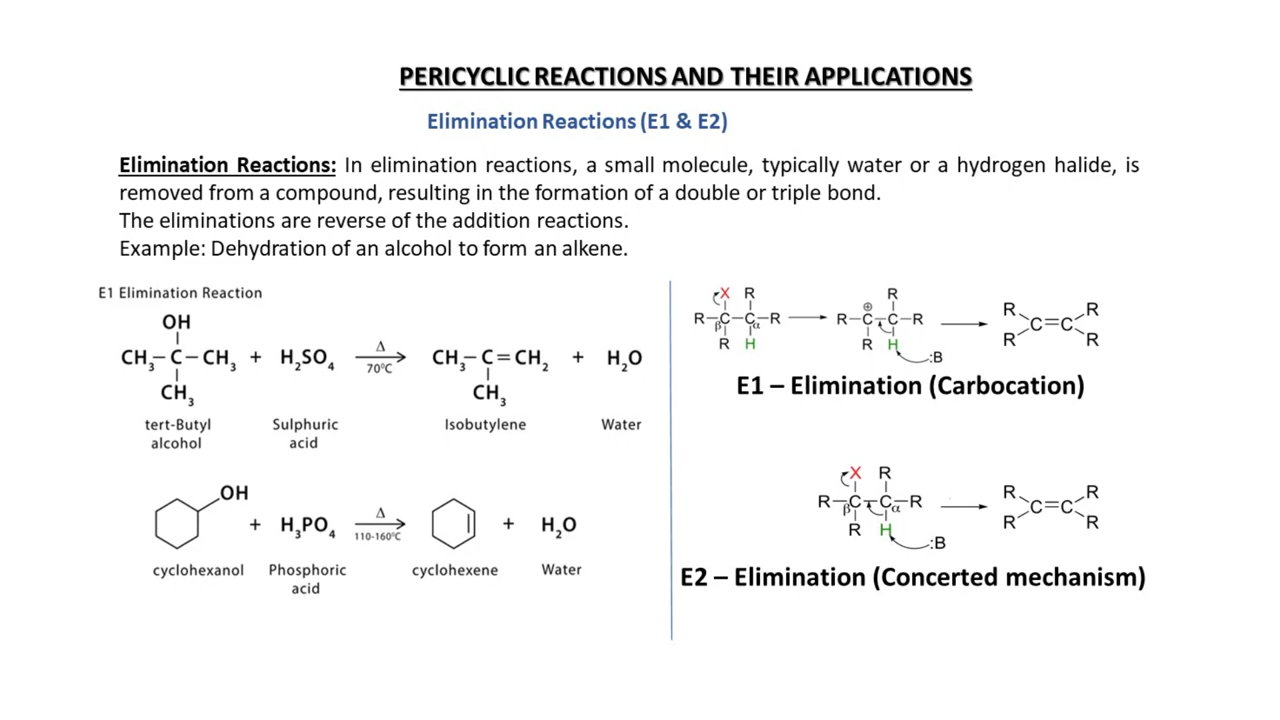 PERICYCLIC REACTIONS AND THEIR APPLICATIONS
Elimination Reactions (E1 & E2)
Elimination Reactions: In elimination reactions, a small molecule, typically water or a hydrogen halide, is
removed from a compound, resulting in the formation of a double or triple bond.
The eliminations are reverse of the addition reactions.
Example: Dehydration of an alcohol to form an alkene.
E1 Elimination Reaction
OH
CH₃–C–CH₃ + H₂SO₄ Δ 70⁰C CH₃–C=CH₂ + H₂O
CH₃ CH₃
tert-Butyl Sulphuric Isobutylene Water
alcohol acid
OH
+ H₃PO₄ Δ 110-160⁰C + H₂O
cyclohexanol Phosphoric cyclohexene Water
acid
X R R
R–C–C–R R–C–C–R ⊕ R R C=C R R
β α
R H R H :B
E1 – Elimination (Carbocation)
X R
R–C–C–R R R C=C R R
β α
R H :B
E2 – Elimination (Concerted mechanism)